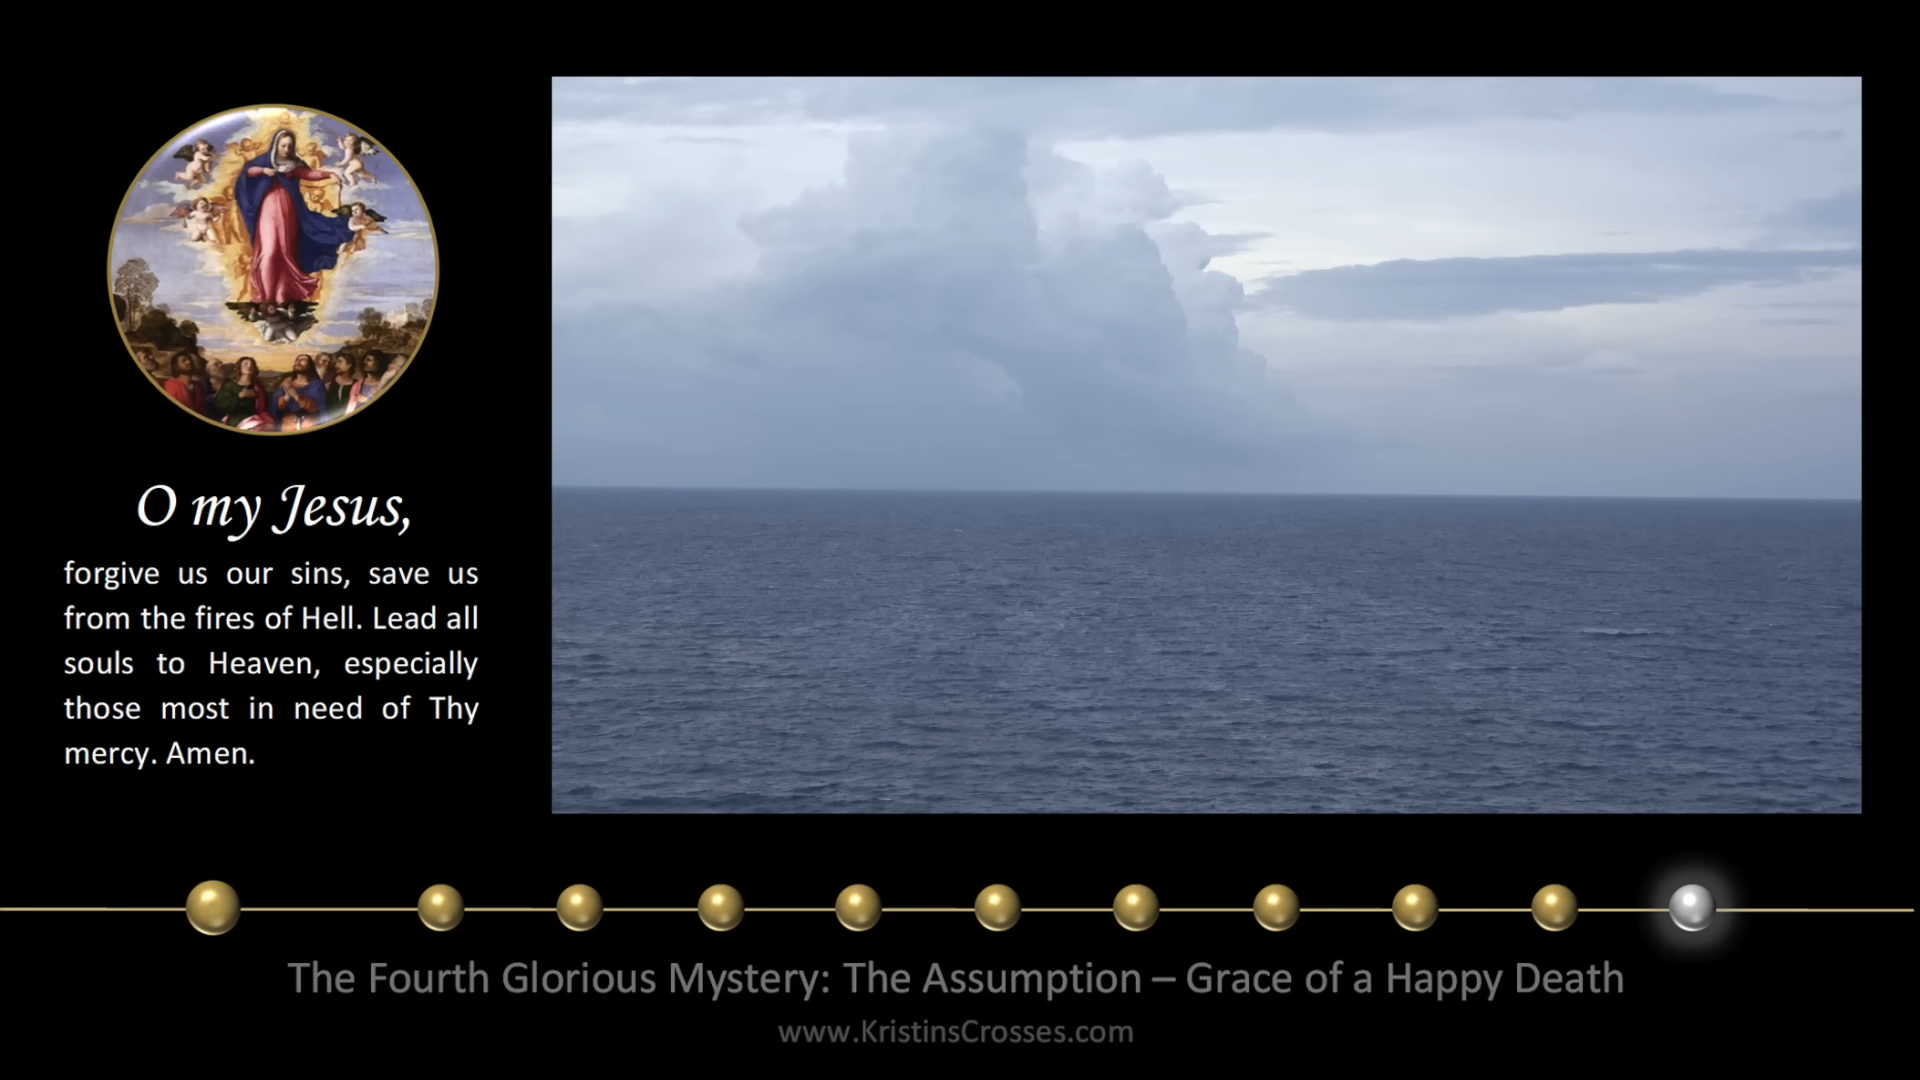 O my Jesus,
forgive us our sins, save us
from the fires of Hell. Lead all
souls to Heaven, especially
those most in need of Thy
mercy. Amen.
The Fourth Glorious Mystery: The Assumption – Grace of a Happy Death
www.KristinsCrosses.com